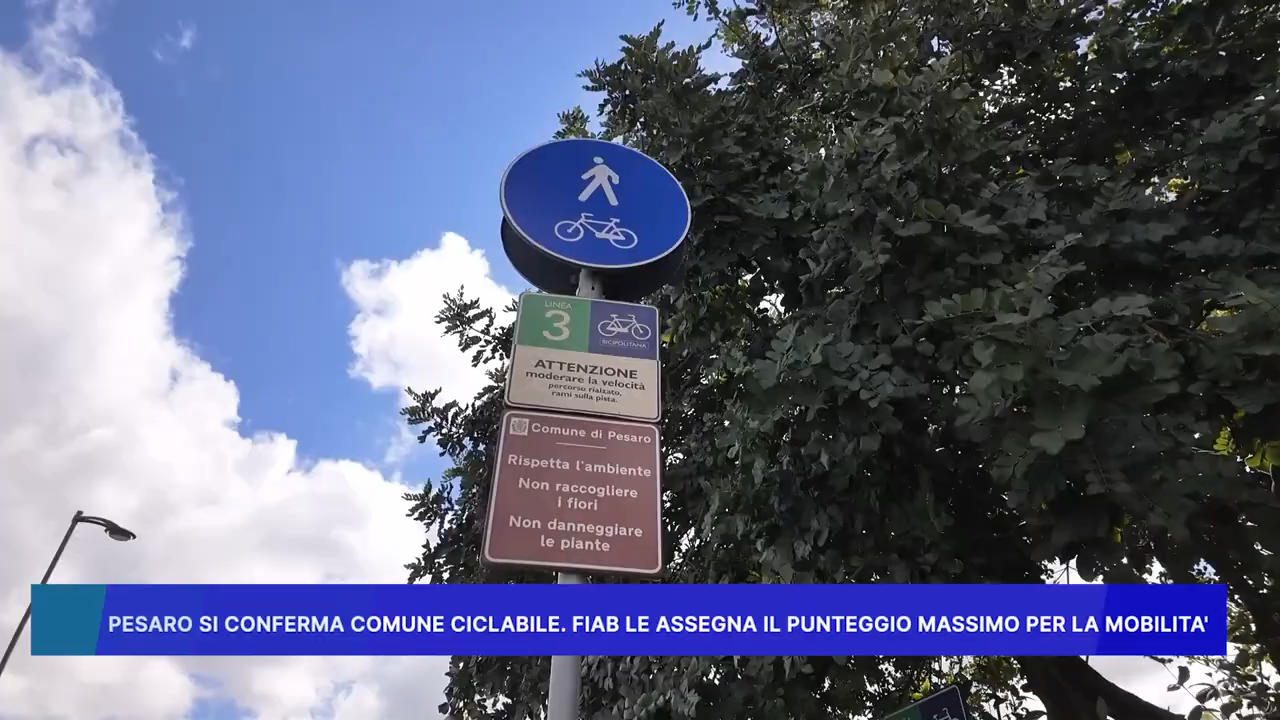 LINEA
3
BICIPOLITANA
ATTENZIONE
moderare la velocità
percorso rialzato,
rami sulla pista.
Comune di Pesaro
Rispetta l'ambiente
Non raccogliere
i fiori
Non danneggiare
le piante
PESARO SI CONFERMA COMUNE CICLABILE. FIAB LE ASSEGNA IL PUNTEGGIO MASSIMO PER LA MOBILITA'